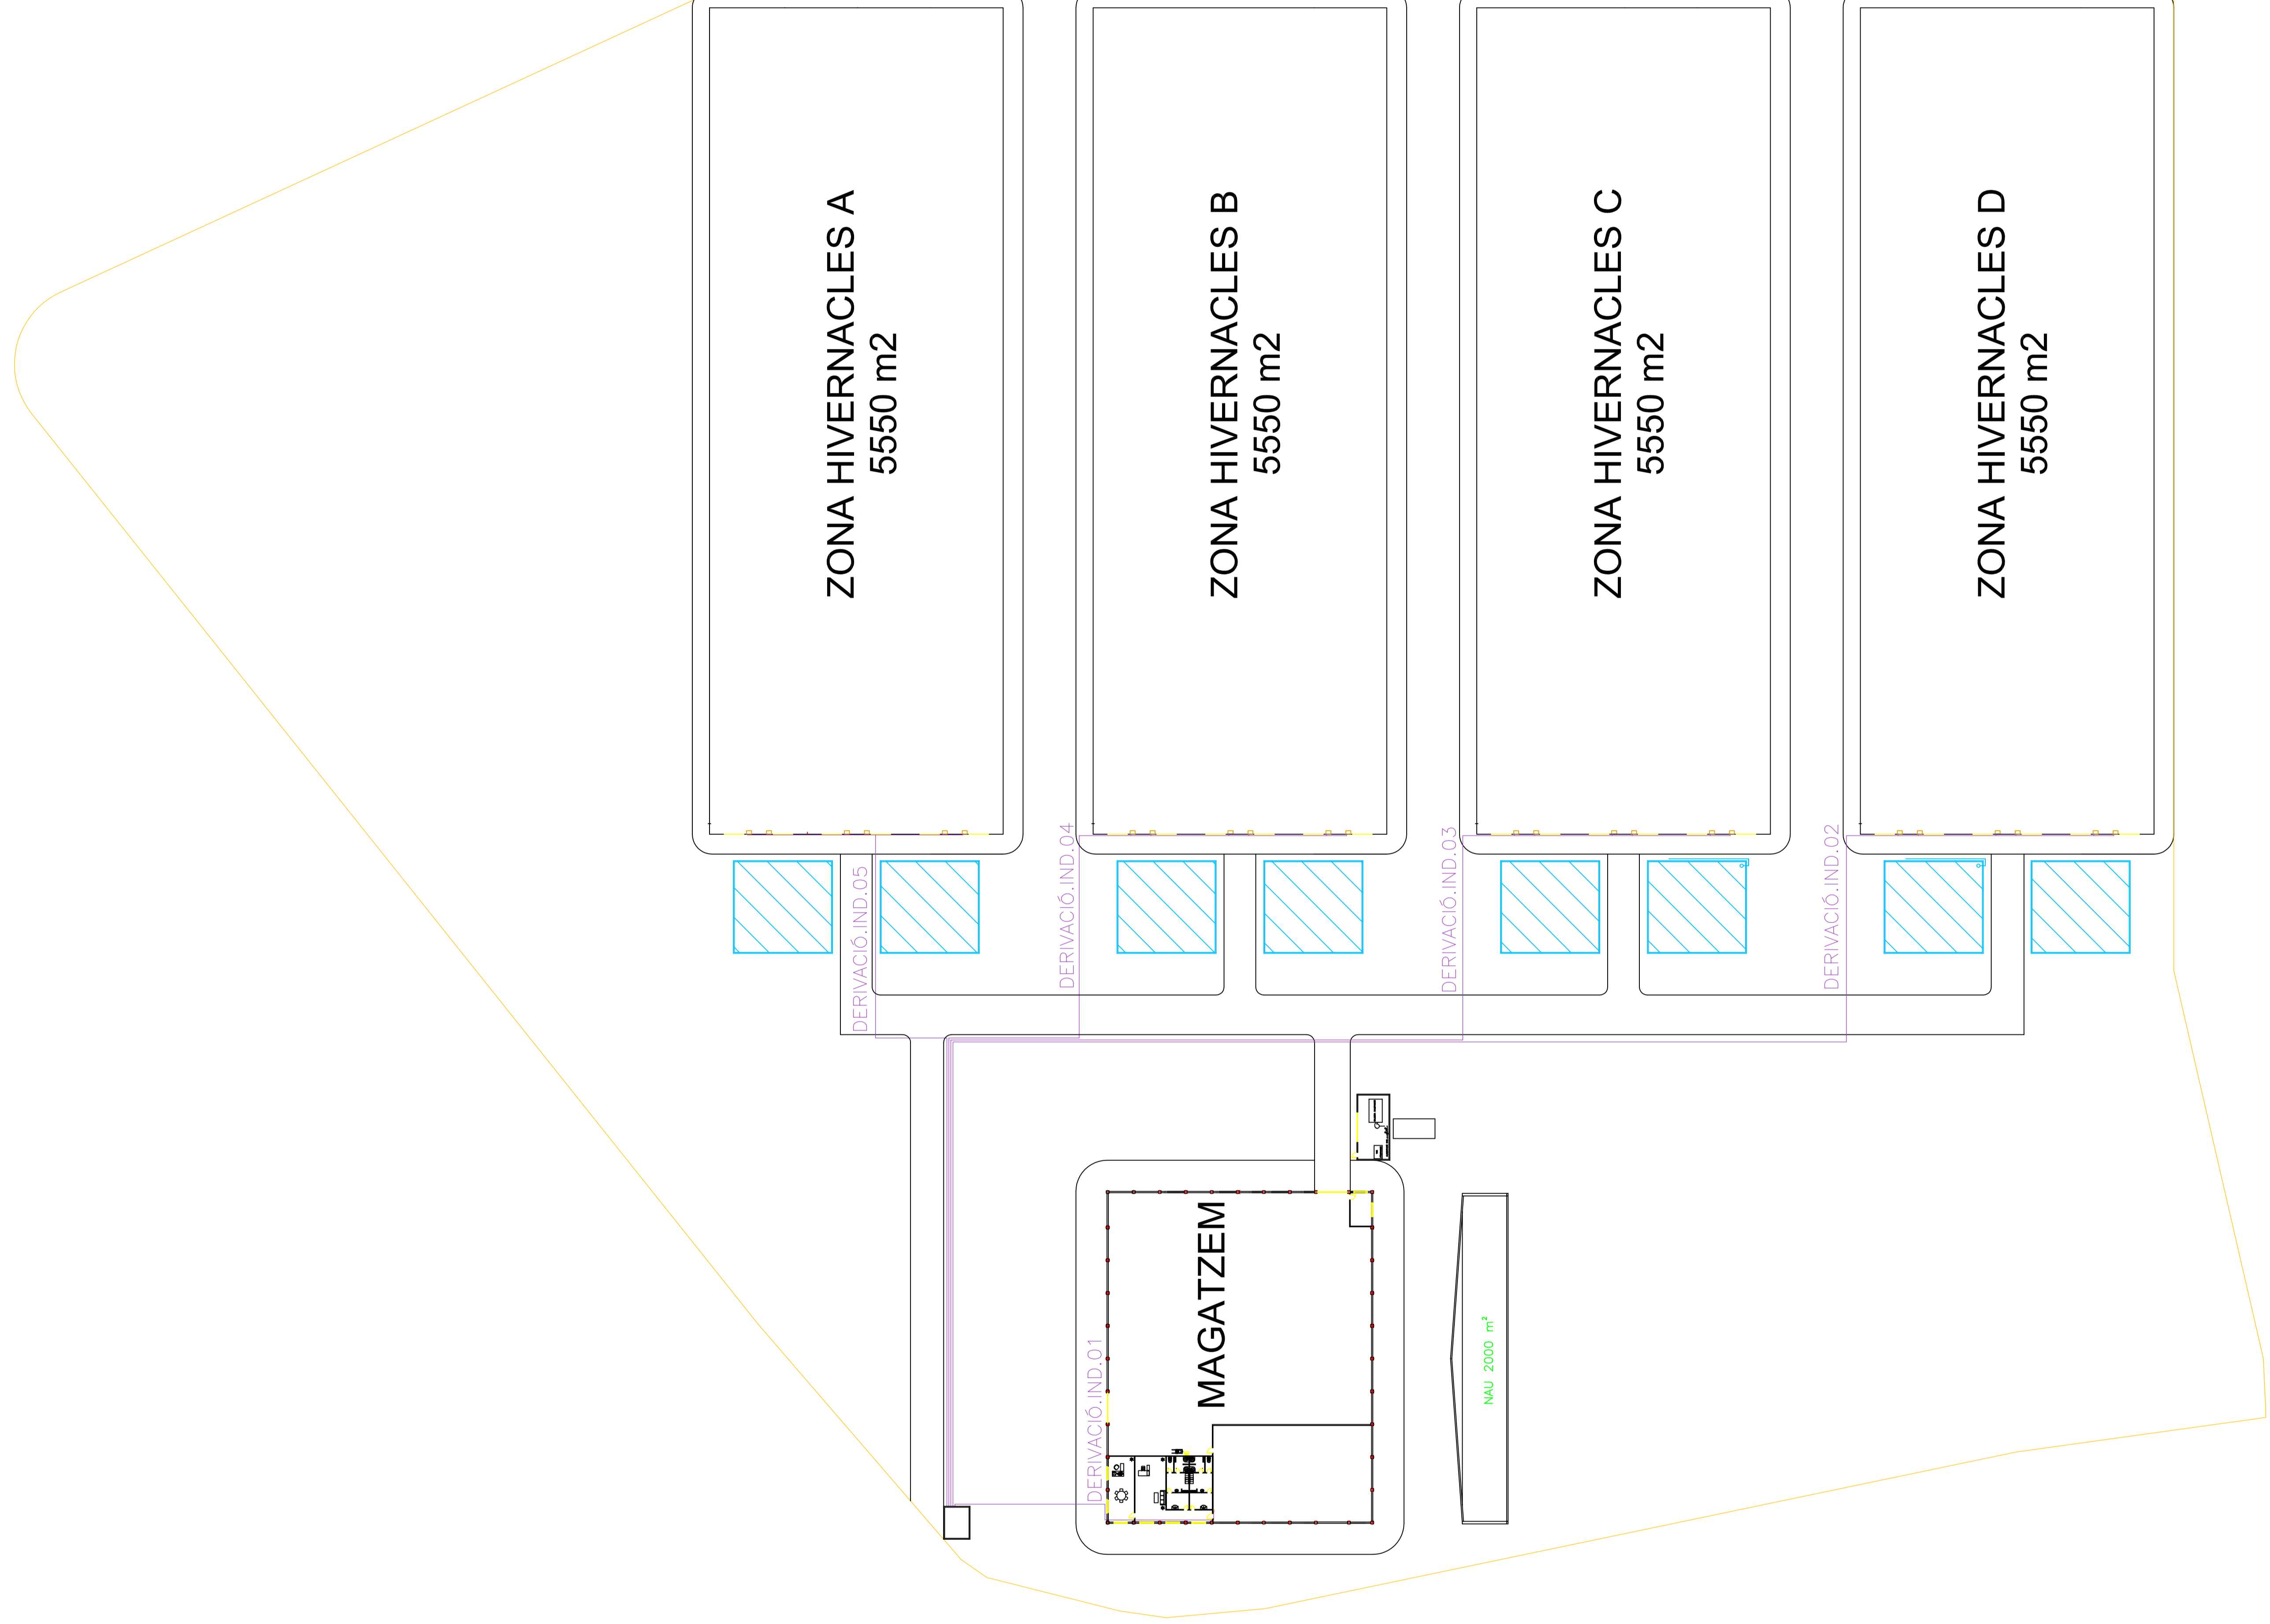 ZONA HIVERNACLES A
5550 m2
ZONA HIVERNACLES B
5550 m2
ZONA HIVERNACLES C
5550 m2
ZONA HIVERNACLES D
5550 m2
DERIVACIÓ.IND.05
DERIVACIÓ.IND.04
DERIVACIÓ.IND.03
DERIVACIÓ.IND.02
MAGATZEM
DERIVACIÓ.IND.01
NAU 2000 m²